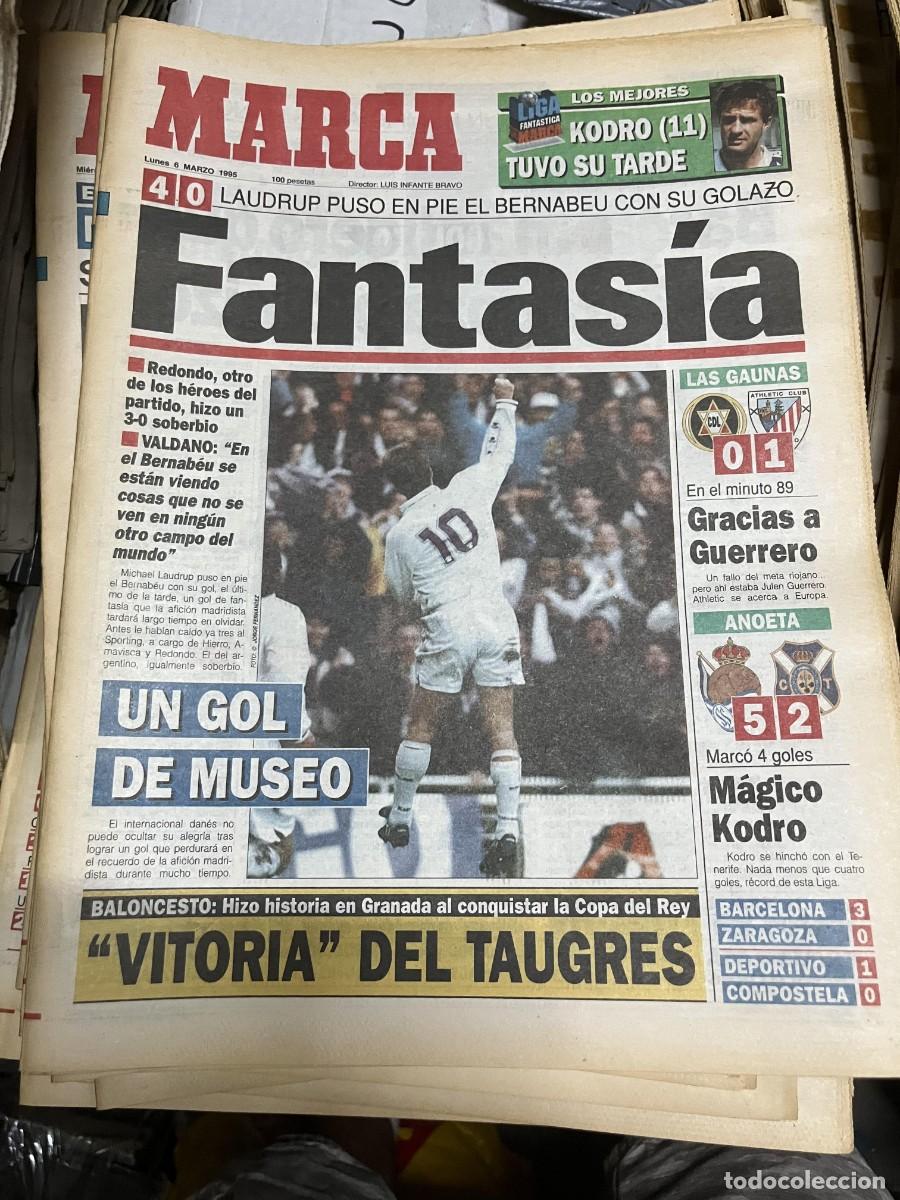 MARCA
Lunes 6 MARZO 1995
100 pesetas
Director: LUIS INFANTE BRAVO
LIGA
FANTASTICA
MARCA
LOS MEJORES
KODRO (11)
TUVO SU TARDE
4 0 LAUDRUP PUSO EN PIE EL BERNABEU CON SU GOLAZO
Fantasía
Redondo, otro
de los héroes del
partido, hizo un
3-0 soberbio
VALDANO: “En
el Bernabéu se
están viendo
cosas que no se
ven en ningún
otro campo del
mundo”
Michael Laudrup puso en pie
el Bernabéu con su gol, el últi-
mo de la tarde, un gol de fan-
tasía que la afición madridista
tardará largo tiempo en olvidar.
Antes le habían caído ya tres al
Sporting, a cargo de Hierro, A-
mavisca y Redondo. El del ar-
gentino, igualmente soberbio.
UN GOL
DE MUSEO
El internacional danés no
puede ocultar su alegría tras
lograr un gol que perdurará en
el recuerdo de la afición madri-
dista durante mucho tiempo.
10
LAS GAUNAS
CDL
ATHLETIC CLUB
0 1
En el minuto 89
Gracias a
Guerrero
Un fallo del meta riojano...
pero ahí estaba Julen Guerrero.
Athletic se acerca a Europa.
ANOETA
C T
5 2
Marcó 4 goles
Mágico
Kodro
Kodro se hinchó con el Te-
nerife. Nada menos que cuatro
goles, récord de esta Liga.
BARCELONA 3
ZARAGOZA 0
DEPORTIVO 1
COMPOSTELA 0
BALONCESTO: Hizo historia en Granada al conquistar la Copa del Rey
“VITORIA” DEL TAUGRES
todocoleccion